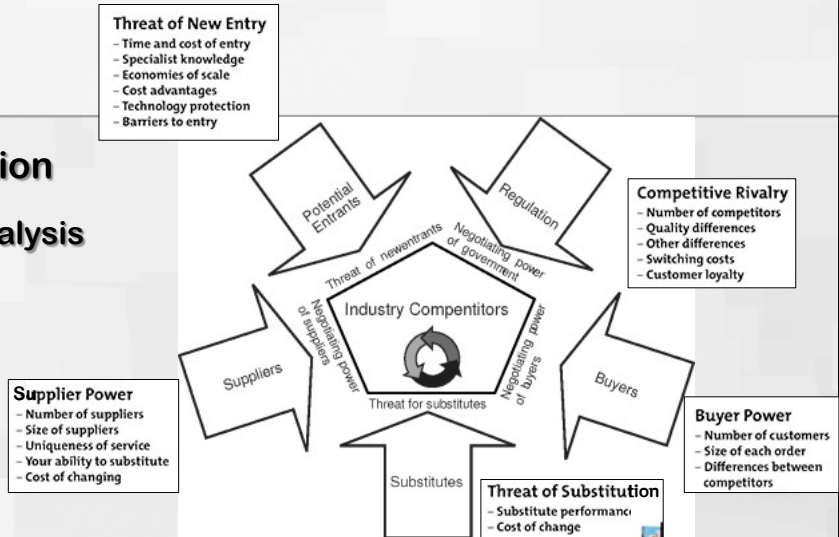 Threat of New Entry
– Time and cost of entry
– Specialist knowledge
– Economies of scale
– Cost advantages
– Technology protection
– Barriers to entry
ion
alysis
Potential
Entrants
Regulation
Competitive Rivalry
– Number of competitors
– Quality differences
– Other differences
– Switching costs
– Customer loyalty
Threat of newentrants
Negotiating power
of government
Industry Compentitors
Negotiating power
of suppliers
Negotiating power
of buyers
Suppliers
Buyers
Threat for substitutes
Supplier Power
– Number of suppliers
– Size of suppliers
– Uniqueness of service
– Your ability to substitute
– Cost of changing
Buyer Power
– Number of customers
– Size of each order
– Differences between
competitors
Substitutes
Threat of Substitution
– Substitute performanc
– Cost of change